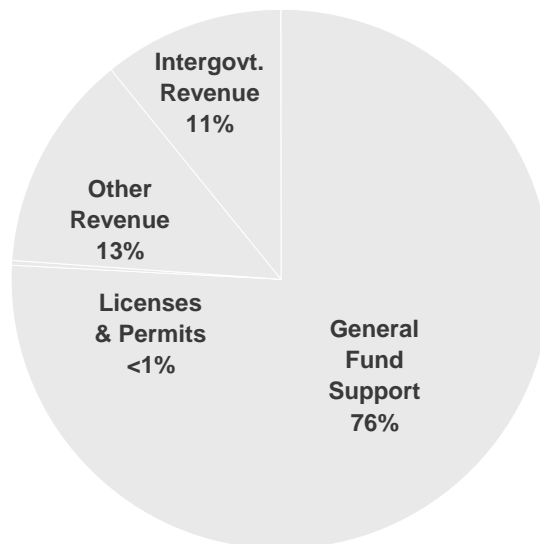 Intergovt.
Revenue
11%
Other
Revenue
13%
Licenses
& Permits
<1%
General
Fund
Support
76%